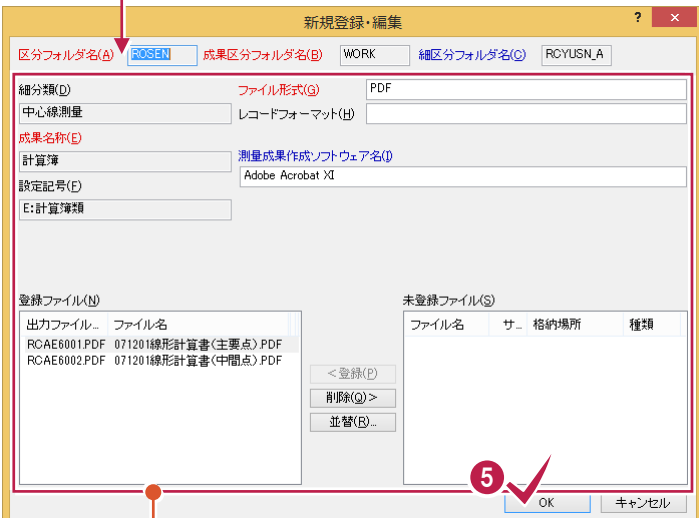 新規登録・編集
? ×
区分フォルダ名(A) ROSEN 成果区分フォルダ名(B) WORK 細区分フォルダ名(C) RCYUSN_A
細分類(D) ファイル形式(G) PDF
中心線測量 レコードフォーマット(H)
成果名称(E)
計算簿 測量成果作成ソフトウェア名(I)
設定記号(F) Adobe Acrobat XI
E:計算簿類
登録ファイル(N) 未登録ファイル(S)
出力ファイル... ファイル名 ファイル名 サ... 格納場所 種類
RCAE6001.PDF 071201線形計算書(主要点).PDF
RCAE6002.PDF 071201線形計算書(中間点).PDF
<登録(P)
削除(Q)>
並替(R)...
5
OK キャンセル